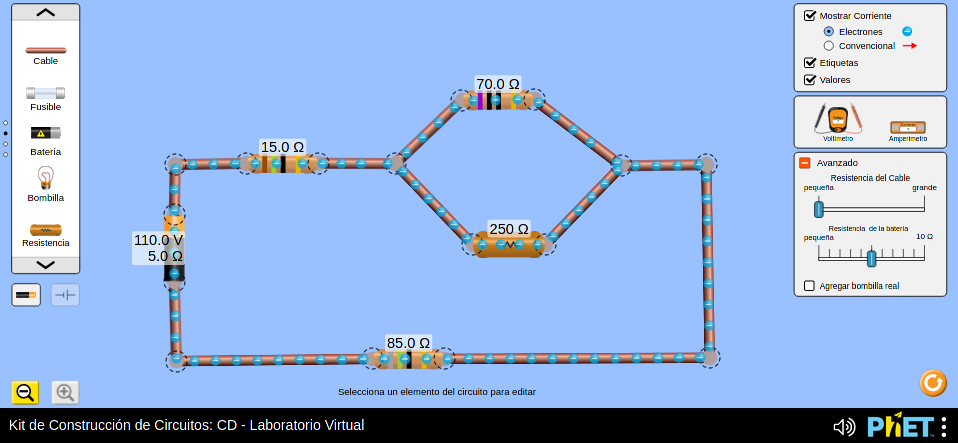 Cable
Fusible
Batería
Bombilla
Resistencia
70.0 Ω
15.0 Ω
250 Ω
110.0 V
5.0 Ω
85.0 Ω
Selecciona un elemento del circuito para editar
Mostrar Corriente
Electrones
Convencional
Etiquetas
Valores
Voltímetro
Amperímetro
Avanzado
Resistencia del Cable
pequeña
grande
Resistencia de la batería
pequeña
10 Ω
Agregar bombilla real
Kit de Construcción de Circuitos: CD - Laboratorio Virtual
PhET